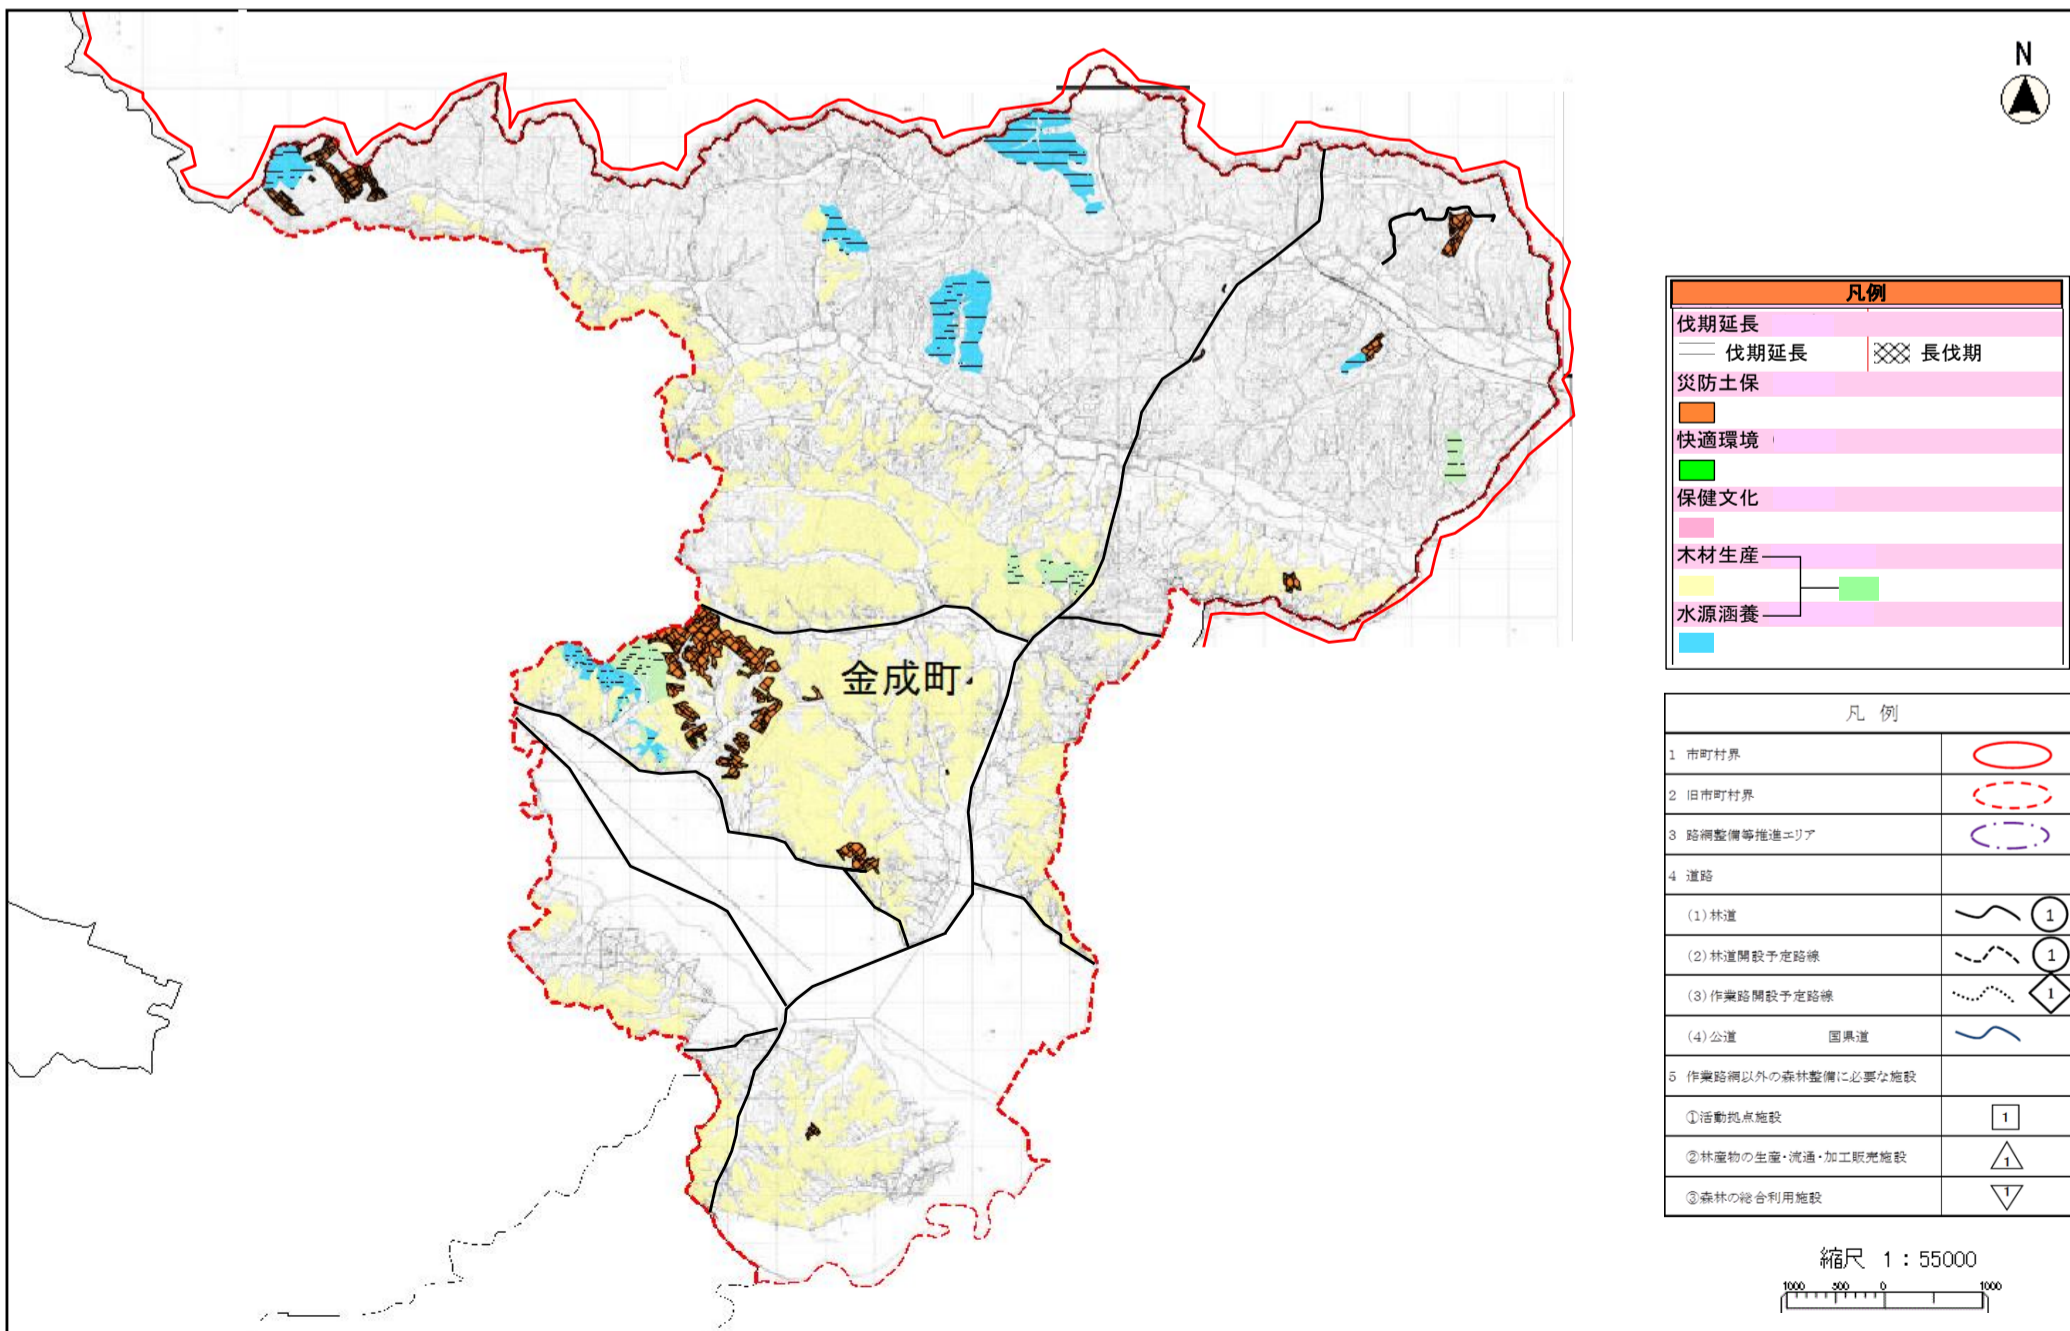 N
金成町
凡例
伐期延長
伐期延長 長伐期
災防土保
快適環境
保健文化
木材生産
水源涵養
凡 例
1 市町村界
2 旧市町村界
3 路網整備等推進エリア
4 道路
(1)林道 1
(2)林道開設予定路線 1
(3)作業路開設予定路線 1
(4)公道 国県道
5 作業路網以外の森林整備に必要な施設
①活動拠点施設 1
②林産物の生産・流通・加工販売施設 1
③森林の総合利用施設 1
縮尺 1：55000
1000 500 0 1000